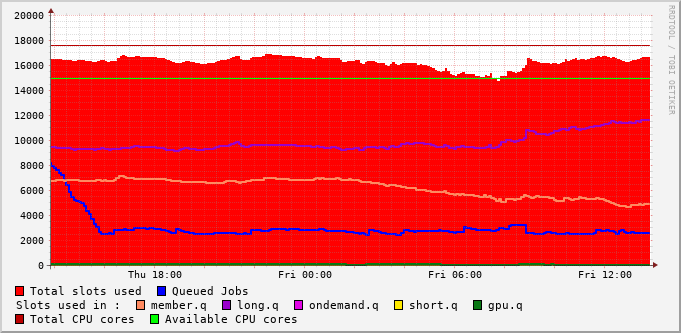 20000
18000
16000
14000
12000
10000
8000
6000
4000
2000
0
Thu 18:00 Fri 00:00 Fri 06:00 Fri 12:00
RRDTOOL / TOBI OETIKER
Total slots used Queued Jobs
Slots used in : member.q long.q ondemand.q short.q gpu.q
Total CPU cores Available CPU cores